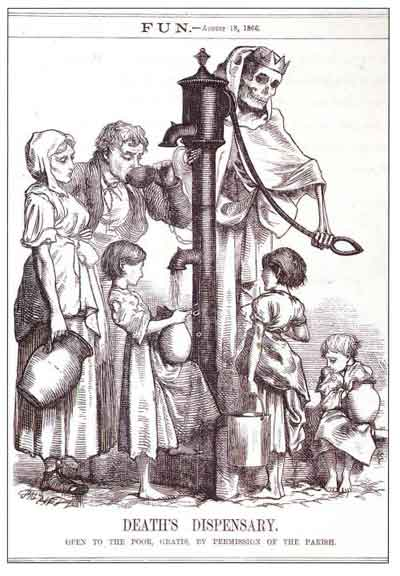 FUN.—August 18, 1866.
DEATH'S DISPENSARY.
OPEN TO THE POOR, GRATIS, BY PERMISSION OF THE PARISH.